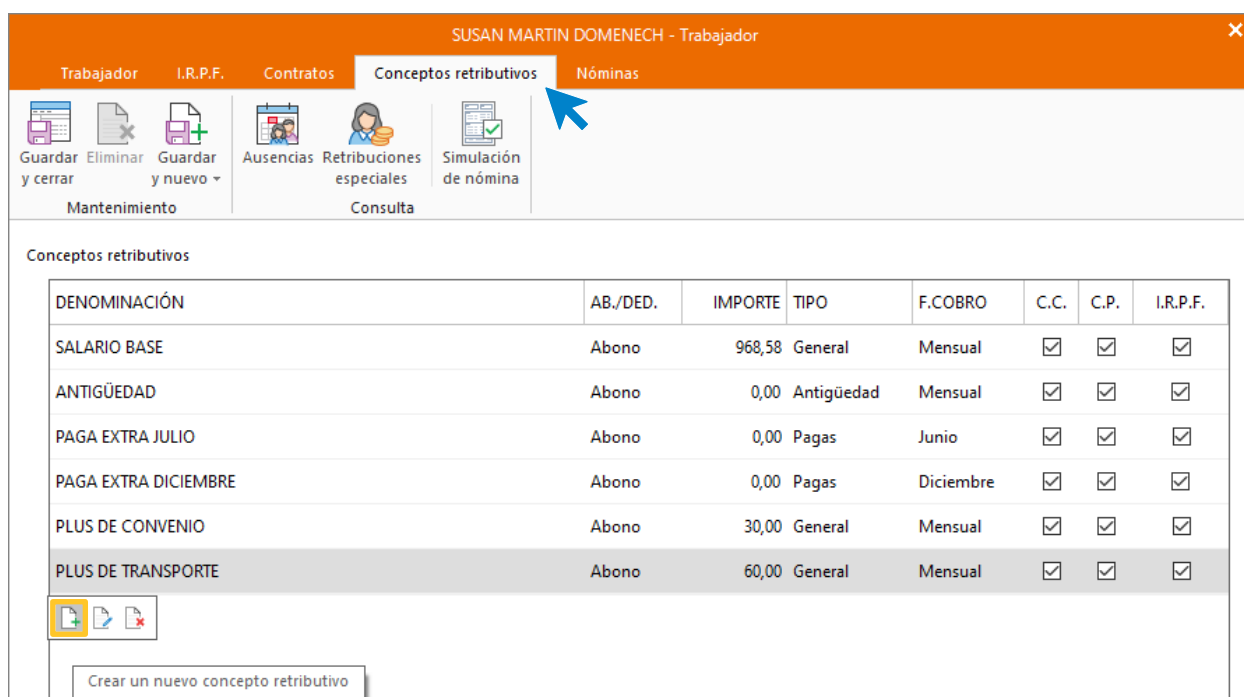 SUSAN MARTIN DOMENECH - Trabajador
Trabajador I.R.P.F. Contratos Conceptos retributivos Nóminas
Guardar y cerrar Eliminar Guardar y nuevo Ausencias Retribuciones especiales Simulación de nómina
Mantenimiento Consulta
Conceptos retributivos
DENOMINACIÓN AB./DED. IMPORTE TIPO F.COBRO C.C. C.P. I.R.P.F.
SALARIO BASE Abono 968,58 General Mensual
ANTIGÜEDAD Abono 0,00 Antigüedad Mensual
PAGA EXTRA JULIO Abono 0,00 Pagas Junio
PAGA EXTRA DICIEMBRE Abono 0,00 Pagas Diciembre
PLUS DE CONVENIO Abono 30,00 General Mensual
PLUS DE TRANSPORTE Abono 60,00 General Mensual
Crear un nuevo concepto retributivo